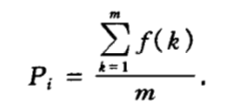 $$P_i = \frac{\sum_{k=1}^{m} f(k)}{m}.$$